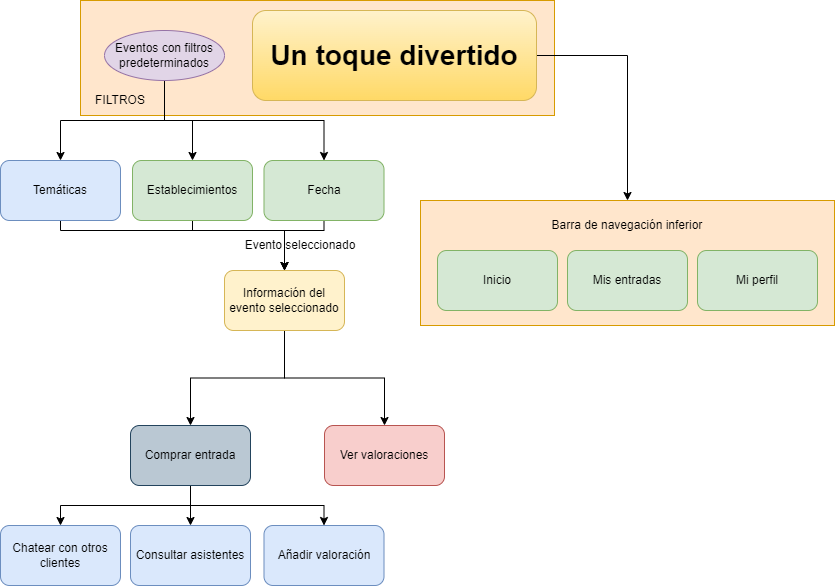 Eventos con filtros
predeterminados
Un toque divertido
FILTROS
Temáticas
Establecimientos
Fecha
Barra de navegación inferior
Evento seleccionado
Inicio
Mis entradas
Mi perfil
Información del
evento seleccionado
Comprar entrada
Ver valoraciones
Chatear con otros
clientes
Consultar asistentes
Añadir valoración